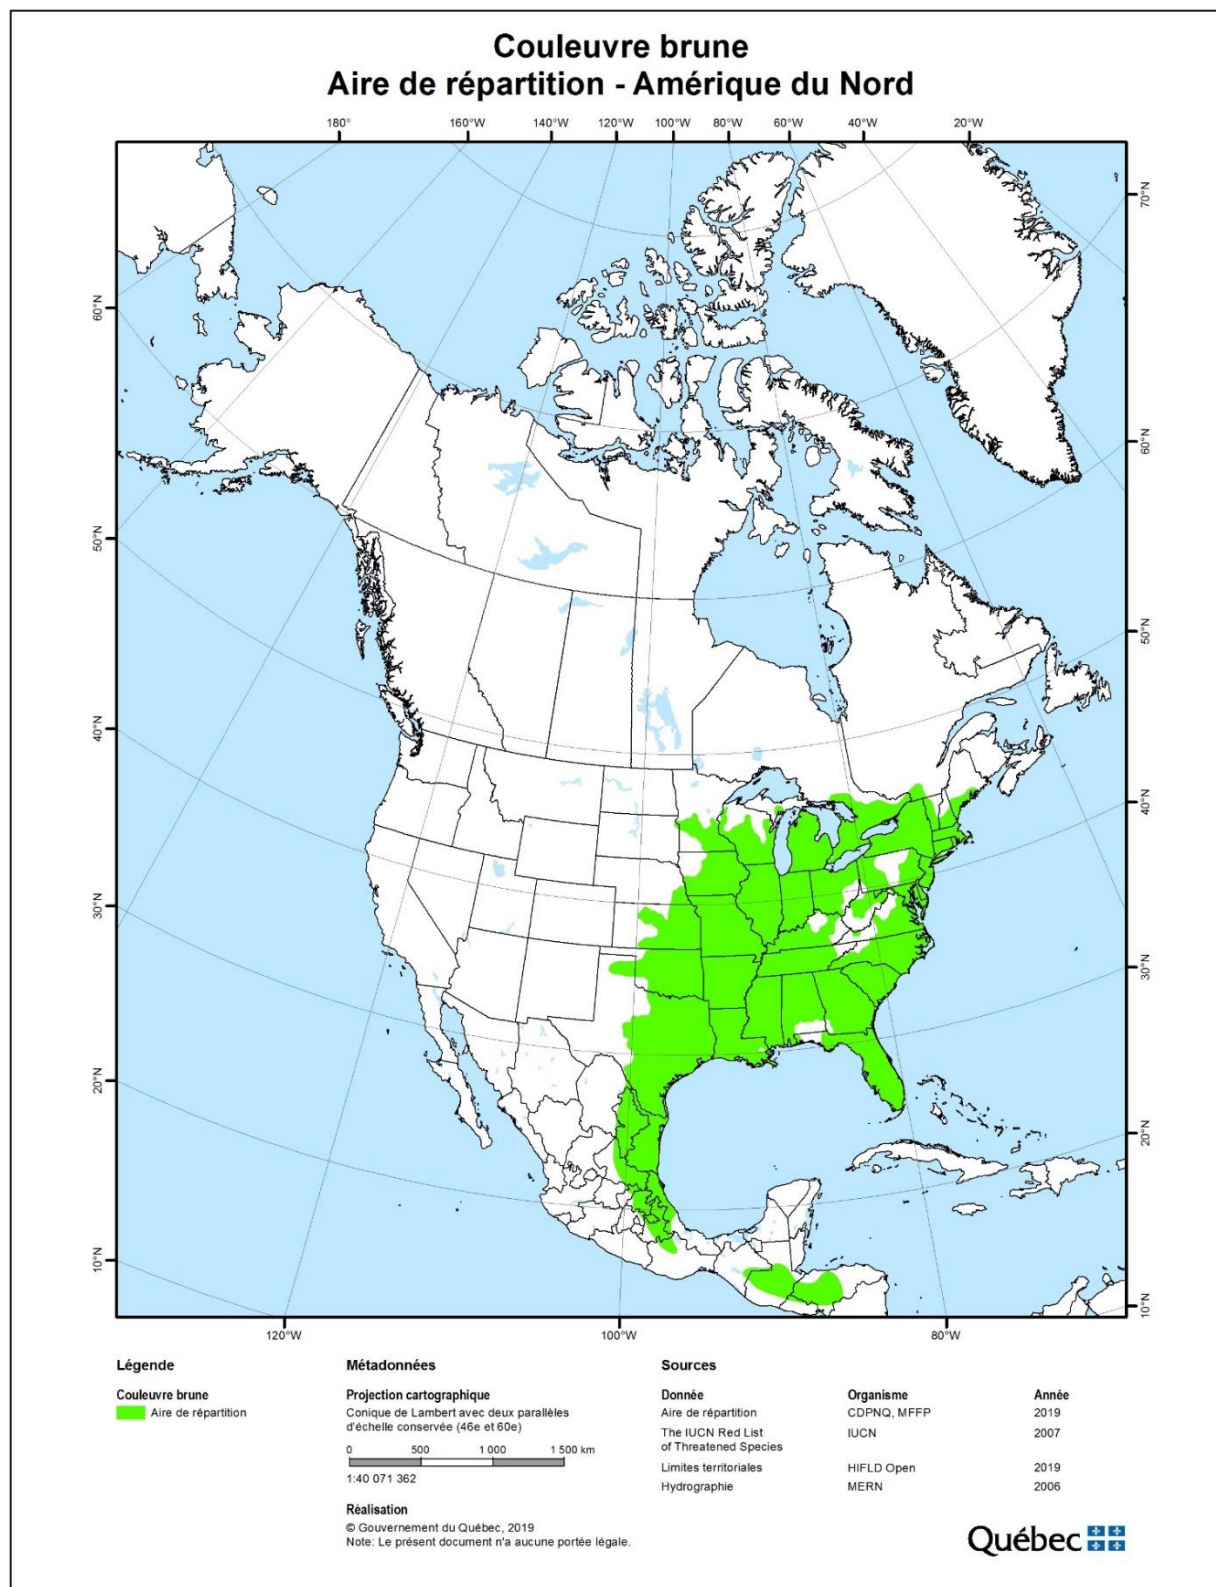 Couleuvre brune
Aire de répartition - Amérique du Nord
180° 160°W 140°W 120°W 100°W 80°W 60°W 40°W 20°W
70°N
60°N
60°N
50°N
50°N
40°N
40°N
30°N
30°N
20°N
20°N
10°N
10°N
120°W 100°W 80°W
Légende
Couleuvre brune
Aire de répartition
Métadonnées
Projection cartographique
Conique de Lambert avec deux parallèles
d'échelle conservée (46e et 60e)
0 500 1 000 1 500 km
1:40 071 362
Réalisation
© Gouvernement du Québec, 2019
Note: Le présent document n'a aucune portée légale.
Sources
Donnée Organisme Année
Aire de répartition CDPNQ, MFFP 2019
The IUCN Red List IUCN 2007
of Threatened Species
Limites territoriales HIFLD Open 2019
Hydrographie MERN 2006
Québec